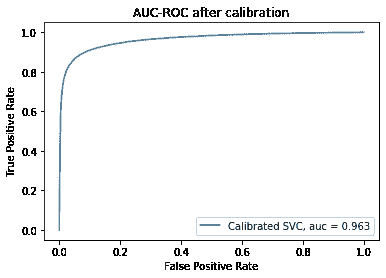 AUC-ROC after calibration
True Positive Rate
1.0
0.8
0.6
0.4
0.2
0.0
Calibrated SVC, auc = 0.963
0.0 0.2 0.4 0.6 0.8 1.0
False Positive Rate